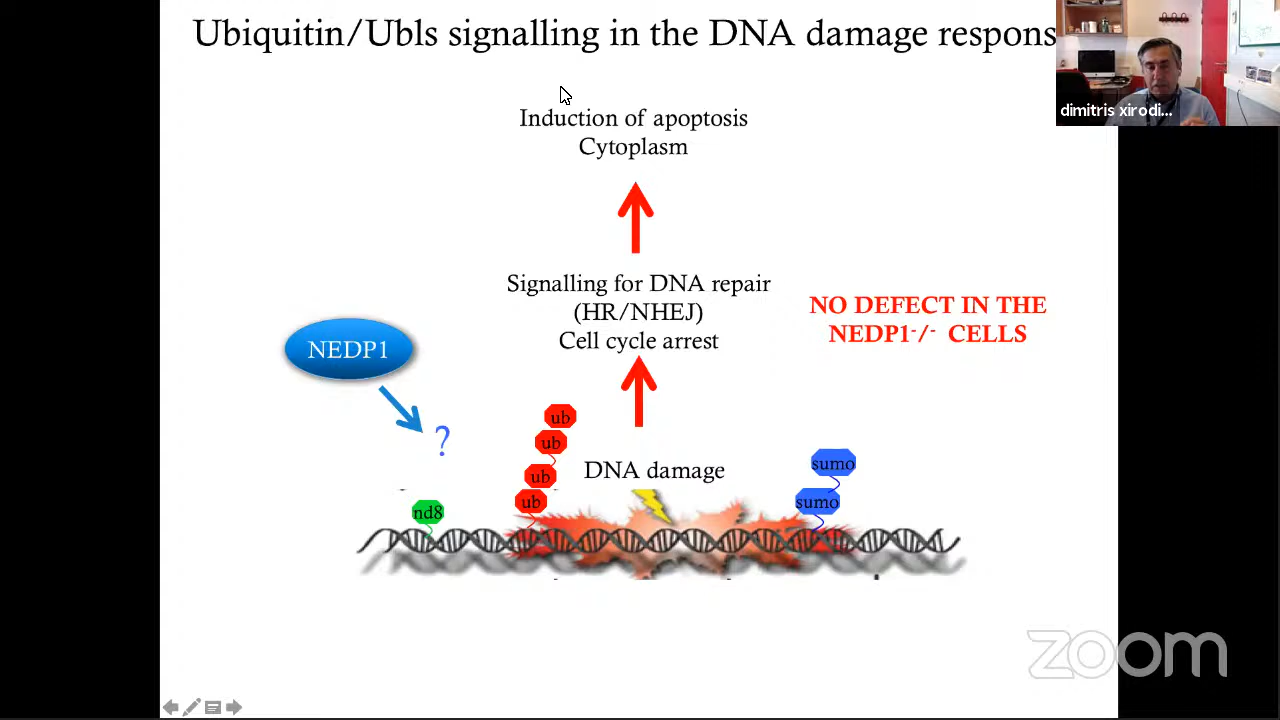 Ubiquitin/Ubls signalling in the DNA damage respons
dimitris xirodi...
Induction of apoptosis
Cytoplasm
Signalling for DNA repair
(HR/NHEJ)
Cell cycle arrest
NO DEFECT IN THE
NEDP1-/- CELLS
NEDP1
?
ub
ub
ub
ub
DNA damage
sumo
sumo
nd8
zoom